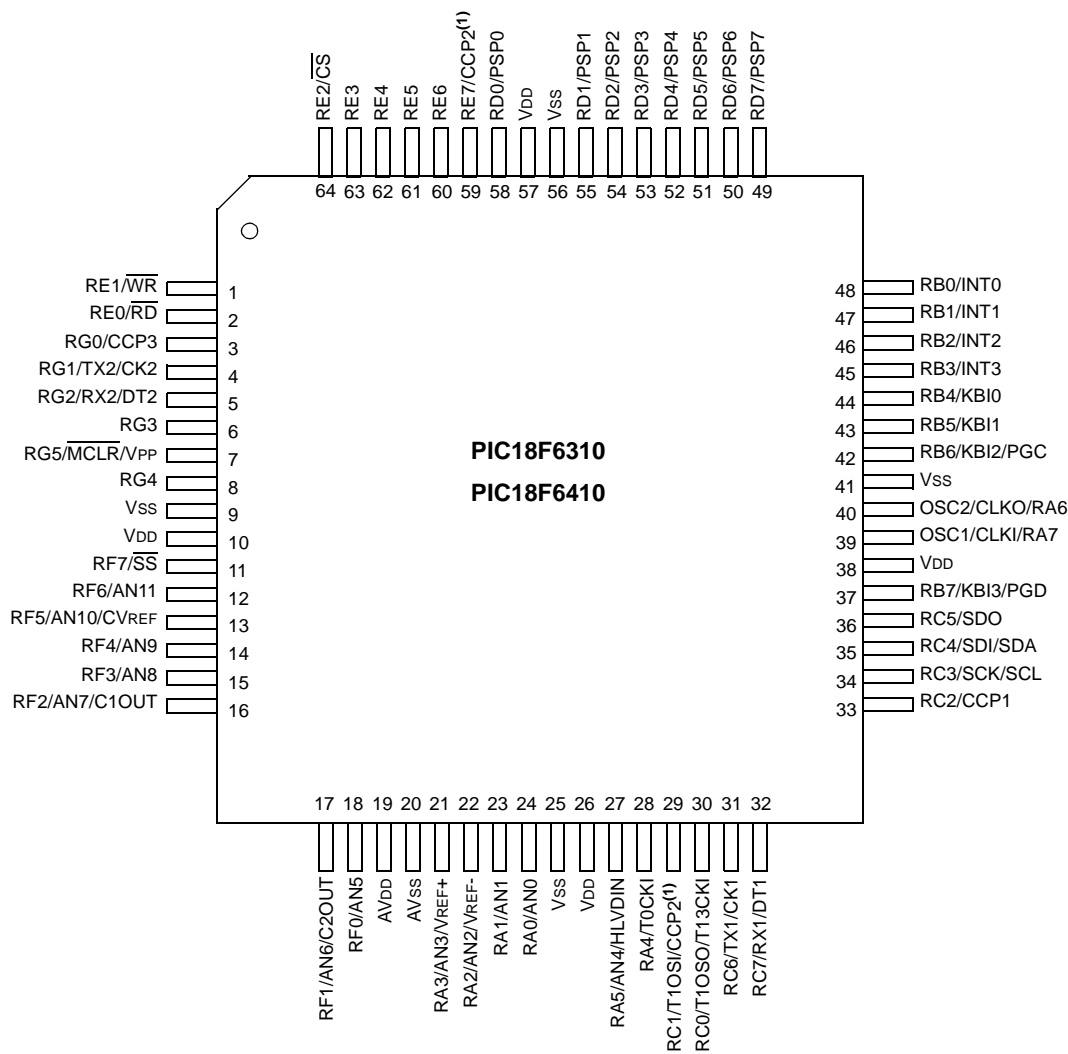 RE2/CS
RE3
RE4
RE5
RE6
RE7/CCP2(1)
RD0/PSP0
VDD
VSS
RD1/PSP1
RD2/PSP2
RD3/PSP3
RD4/PSP4
RD5/PSP5
RD6/PSP6
RD7/PSP7
64 63 62 61 60 59 58 57 56 55 54 53 52 51 50 49
RE1/WR 1
RE0/RD 2
RG0/CCP3 3
RG1/TX2/CK2 4
RG2/RX2/DT2 5
RG3 6
RG5/MCLR/VPP 7
RG4 8
VSS 9
VDD 10
RF7/SS 11
RF6/AN11 12
RF5/AN10/CVREF 13
RF4/AN9 14
RF3/AN8 15
RF2/AN7/C1OUT 16
PIC18F6310
PIC18F6410
48 RB0/INT0
47 RB1/INT1
46 RB2/INT2
45 RB3/INT3
44 RB4/KBI0
43 RB5/KBI1
42 RB6/KBI2/PGC
41 VSS
40 OSC2/CLKO/RA6
39 OSC1/CLKI/RA7
38 VDD
37 RB7/KBI3/PGD
36 RC5/SDO
35 RC4/SDI/SDA
34 RC3/SCK/SCL
33 RC2/CCP1
17 18 19 20 21 22 23 24 25 26 27 28 29 30 31 32
RF1/AN6/C2OUT
RF0/AN5
AVDD
AVSS
RA3/AN3/VREF+
RA2/AN2/VREF-
RA1/AN1
RA0/AN0
VSS
VDD
RA5/AN4/HLVDIN
RA4/T0CKI
RC1/T1OSI/CCP2(1)
RC0/T1OSO/T13CKI
RC6/TX1/CK1
RC7/RX1/DT1